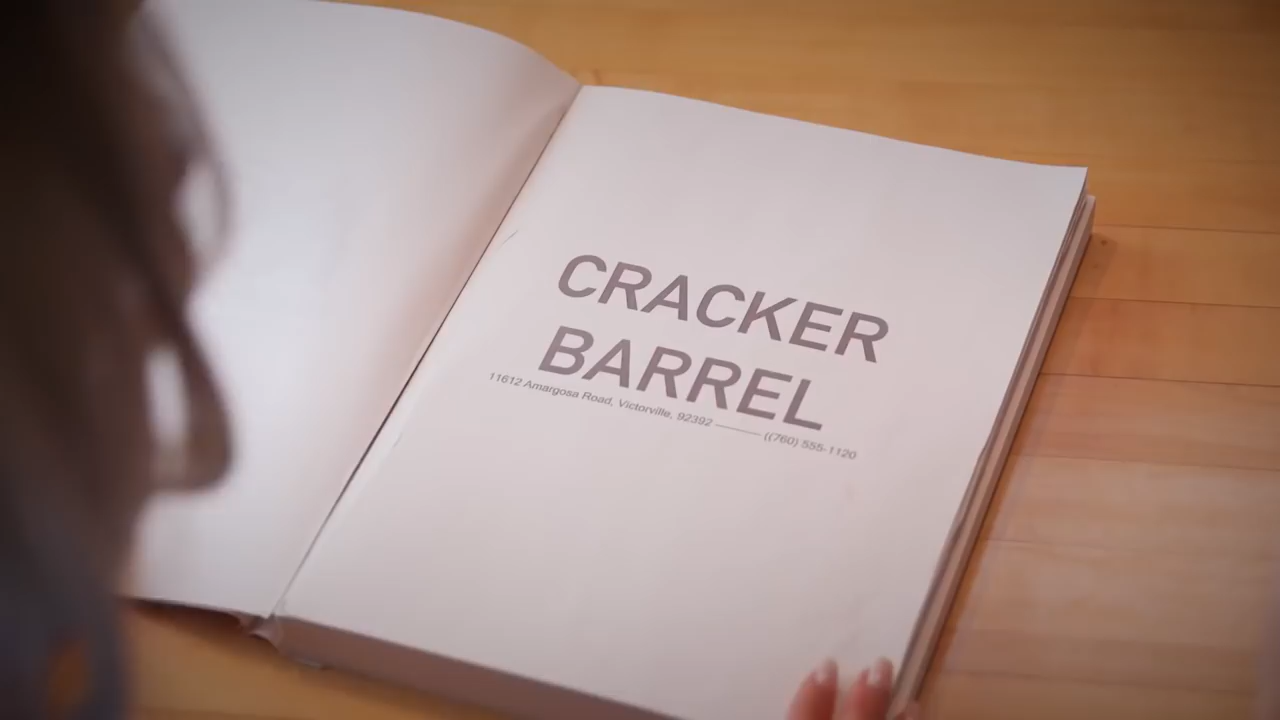 CRACKER
BARREL
11612 Amargosa Road, Victorville, 92392 ——— ((760) 555-1120